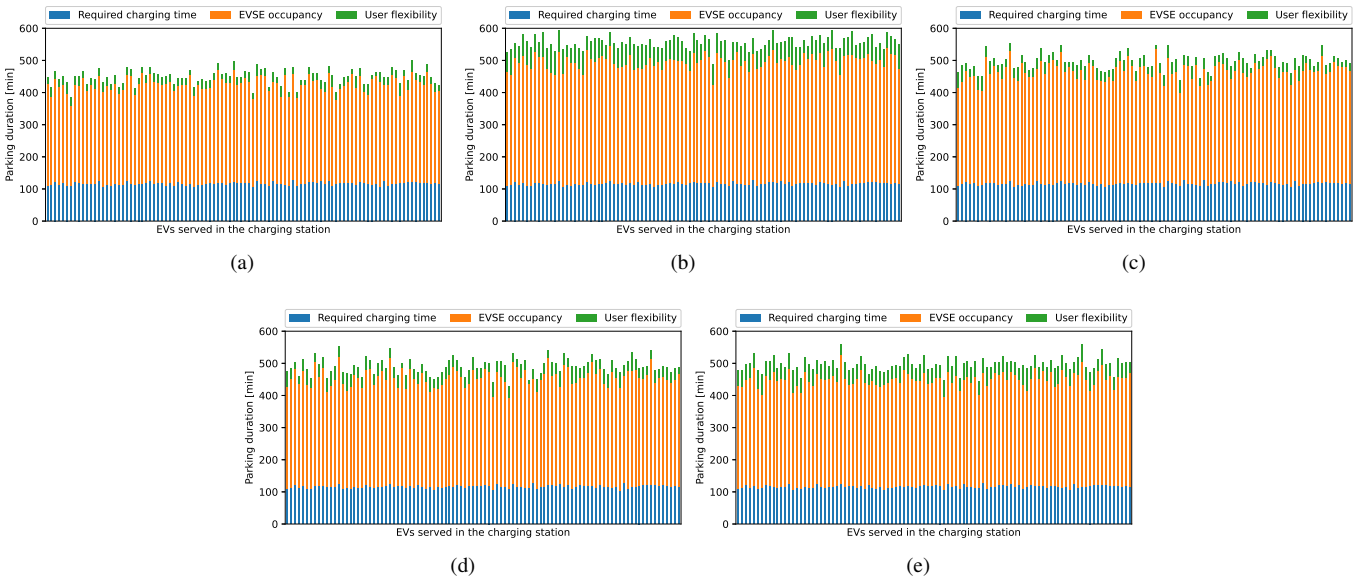 Required charging time EVSE occupancy User flexibility
600
500
400
300
200
100
0
Parking duration [min]
EVs served in the charging station
(a)
Required charging time EVSE occupancy User flexibility
600
500
400
300
200
100
0
Parking duration [min]
EVs served in the charging station
(b)
Required charging time EVSE occupancy User flexibility
600
500
400
300
200
100
0
Parking duration [min]
EVs served in the charging station
(c)
Required charging time EVSE occupancy User flexibility
600
500
400
300
200
100
0
Parking duration [min]
EVs served in the charging station
(d)
Required charging time EVSE occupancy User flexibility
600
500
400
300
200
100
0
Parking duration [min]
EVs served in the charging station
(e)